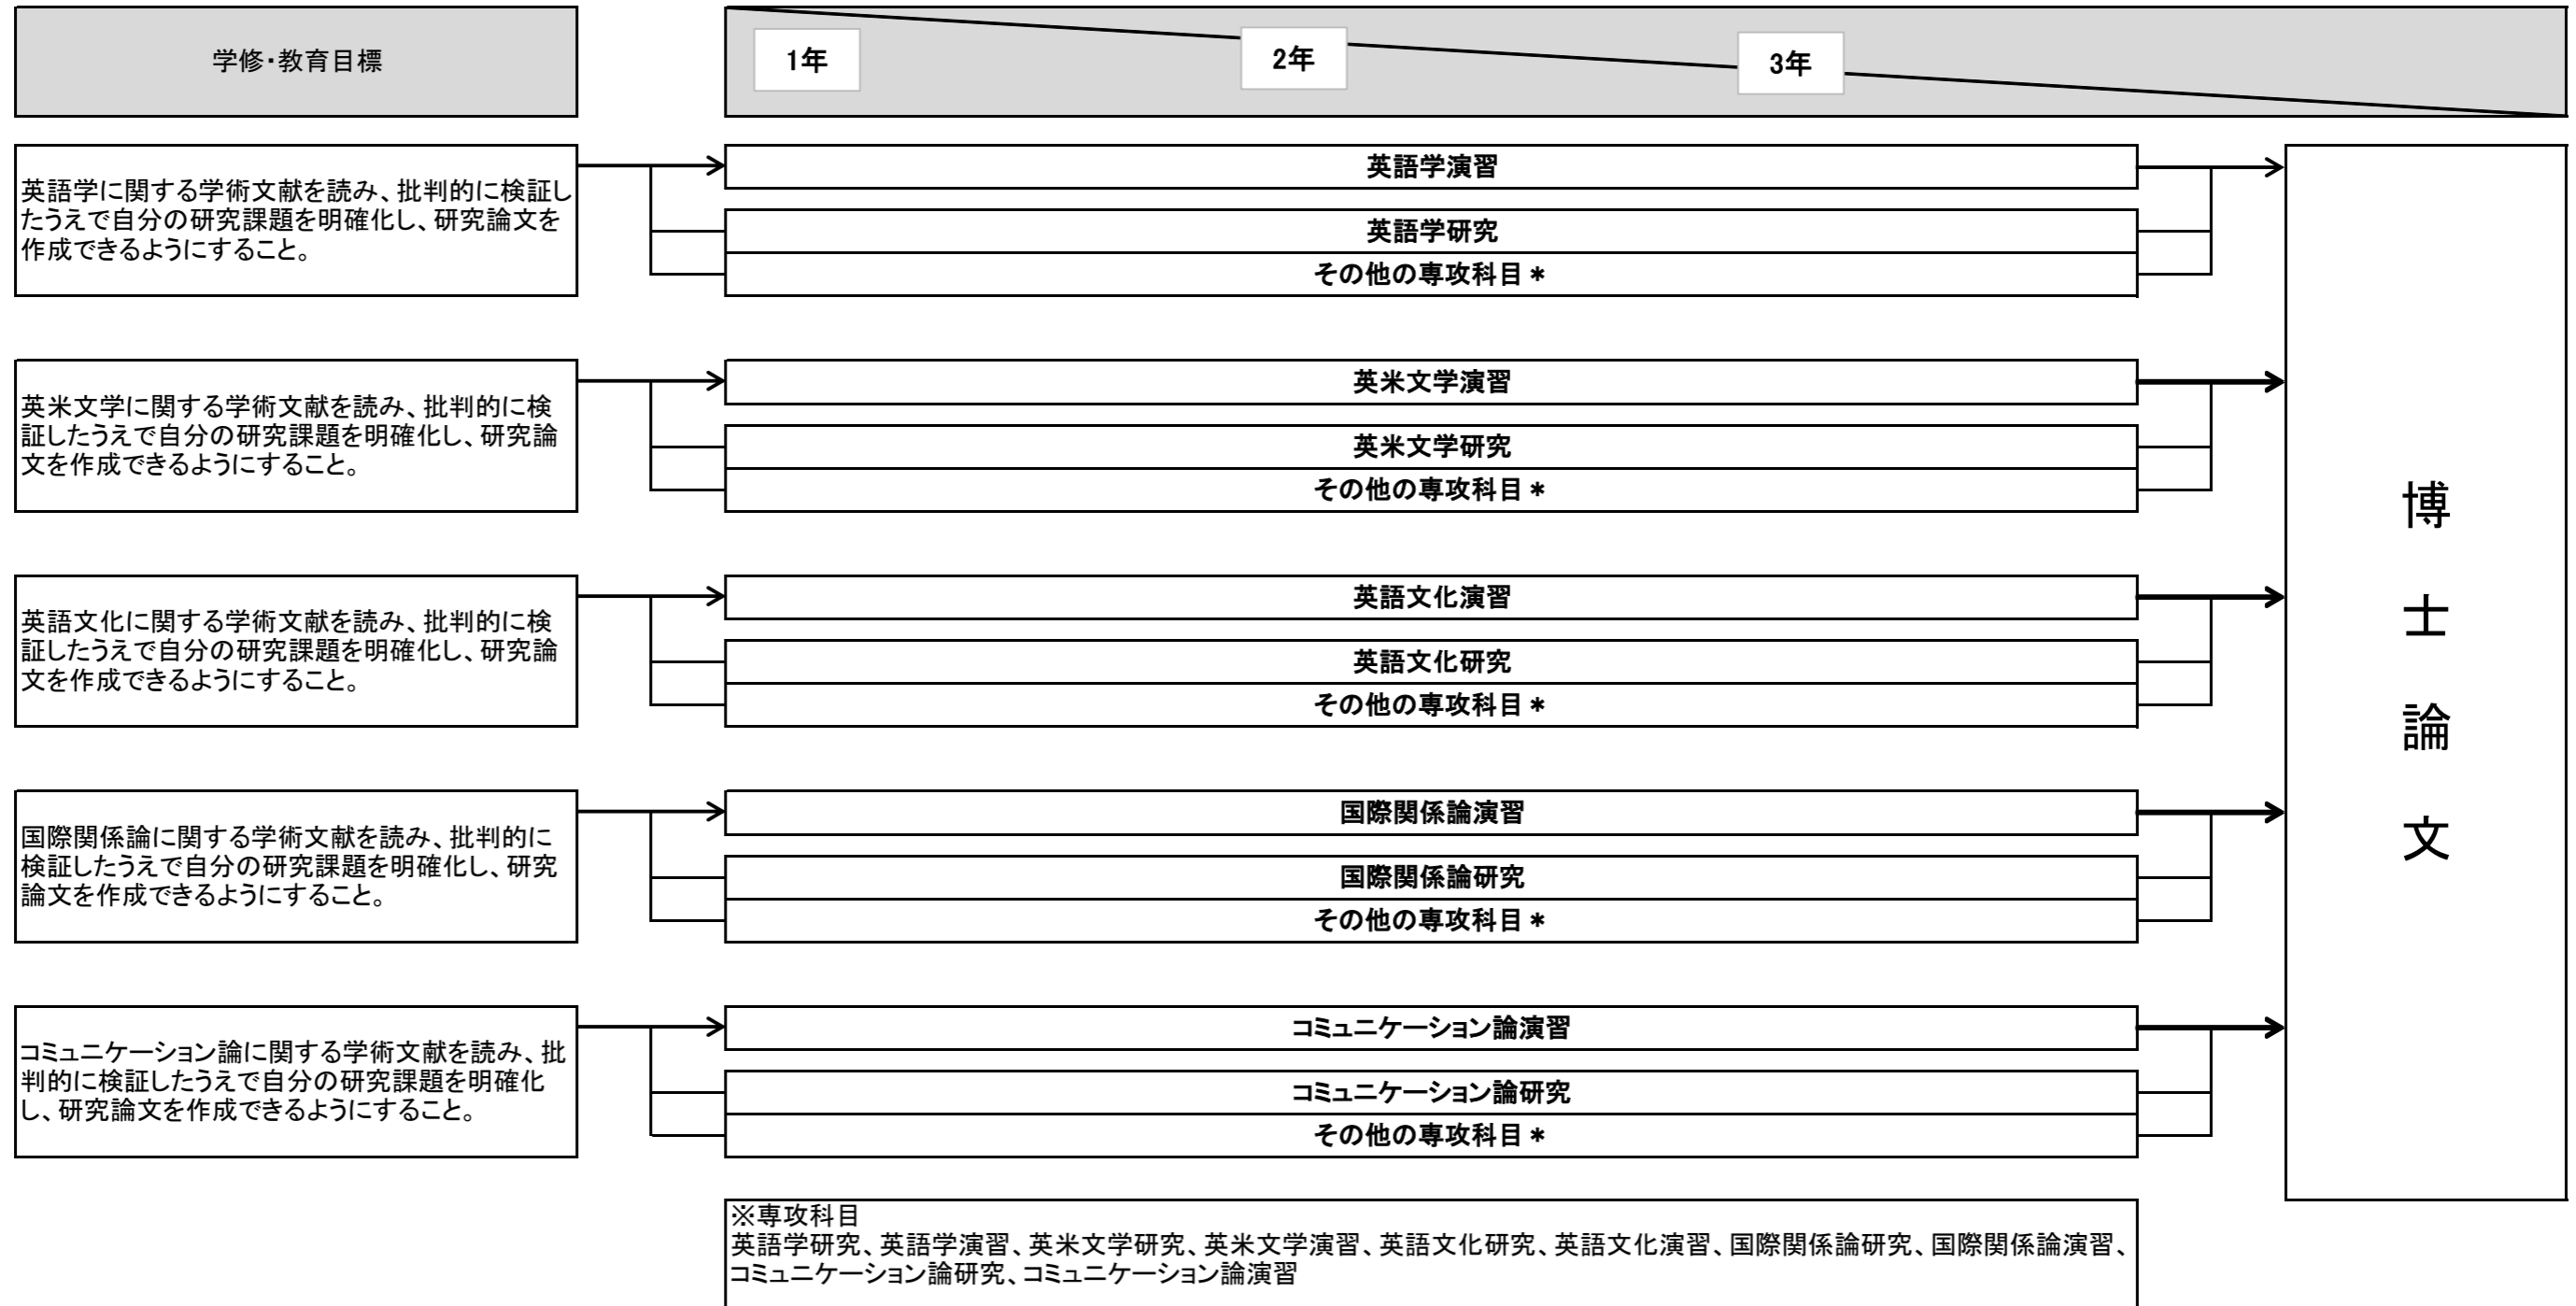 学修・教育目標
1年
2年
3年
英語学に関する学術文献を読み、批判的に検証し
たうえで自分の研究課題を明確化し、研究論文を
作成できるようにすること。
英語学演習
英語学研究
その他の専攻科目＊
英米文学に関する学術文献を読み、批判的に検
証したうえで自分の研究課題を明確化し、研究論
文を作成できるようにすること。
英米文学演習
英米文学研究
その他の専攻科目＊
英語文化に関する学術文献を読み、批判的に検
証したうえで自分の研究課題を明確化し、研究論
文を作成できるようにすること。
英語文化演習
英語文化研究
その他の専攻科目＊
国際関係論に関する学術文献を読み、批判的に
検証したうえで自分の研究課題を明確化し、研究
論文を作成できるようにすること。
国際関係論演習
国際関係論研究
その他の専攻科目＊
コミュニケーション論に関する学術文献を読み、批
判的に検証したうえで自分の研究課題を明確化
し、研究論文を作成できるようにすること。
コミュニケーション論演習
コミュニケーション論研究
その他の専攻科目＊
博士論文
※専攻科目
英語学研究、英語学演習、英米文学研究、英米文学演習、英語文化研究、英語文化演習、国際関係論研究、国際関係論演習、
コミュニケーション論研究、コミュニケーション論演習